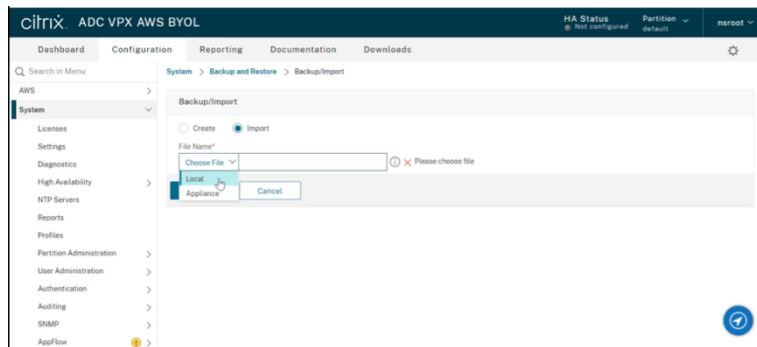 citrix. ADC VPX AWS BYOL
HA Status
Not configured
Partition
default
nsroot
Dashboard Configuration Reporting Documentation Downloads
Search in Menu
System > Backup and Restore > Backup/Import
AWS
System
Licenses
Settings
Diagnostics
High Availability
NTP Servers
Reports
Profiles
Partition Administration
User Administration
Authentication
Auditing
SNMP
AppFlow
Backup/Import
Create Import
File Name*
Choose File
Please choose file
Local
Appliance
Cancel